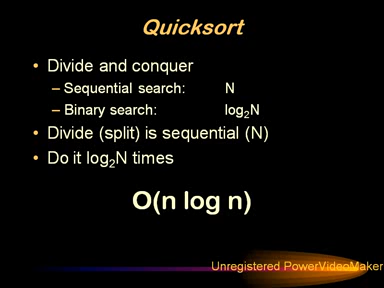 Quicksort
• Divide and conquer
– Sequential search: N
– Binary search: log₂N
• Divide (split) is sequential (N)
• Do it log₂N times
O(n log n)
Unregistered PowerVideoMaker